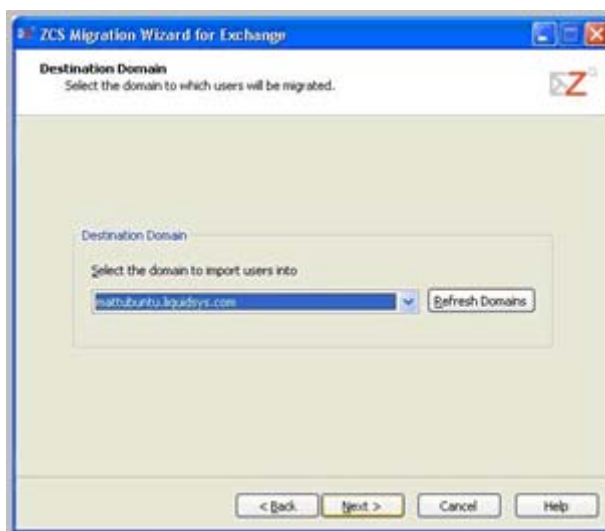 ZCS Migration Wizard for Exchange
Destination Domain
Select the domain to which users will be migrated.
Z
Destination Domain
Select the domain to import users into
mattubuntu.liquidsys.com
Refresh Domains
< Back
Next >
Cancel
Help